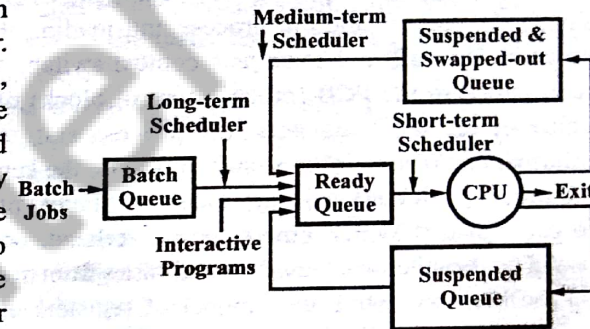 Medium-term
Scheduler
Suspended &
Swapped-out
Queue
Long-term
Scheduler
Short-term
Scheduler
Batch
Jobs
Batch
Queue
Ready
Queue
CPU
Exit
Interactive
Programs
Suspended
Queue